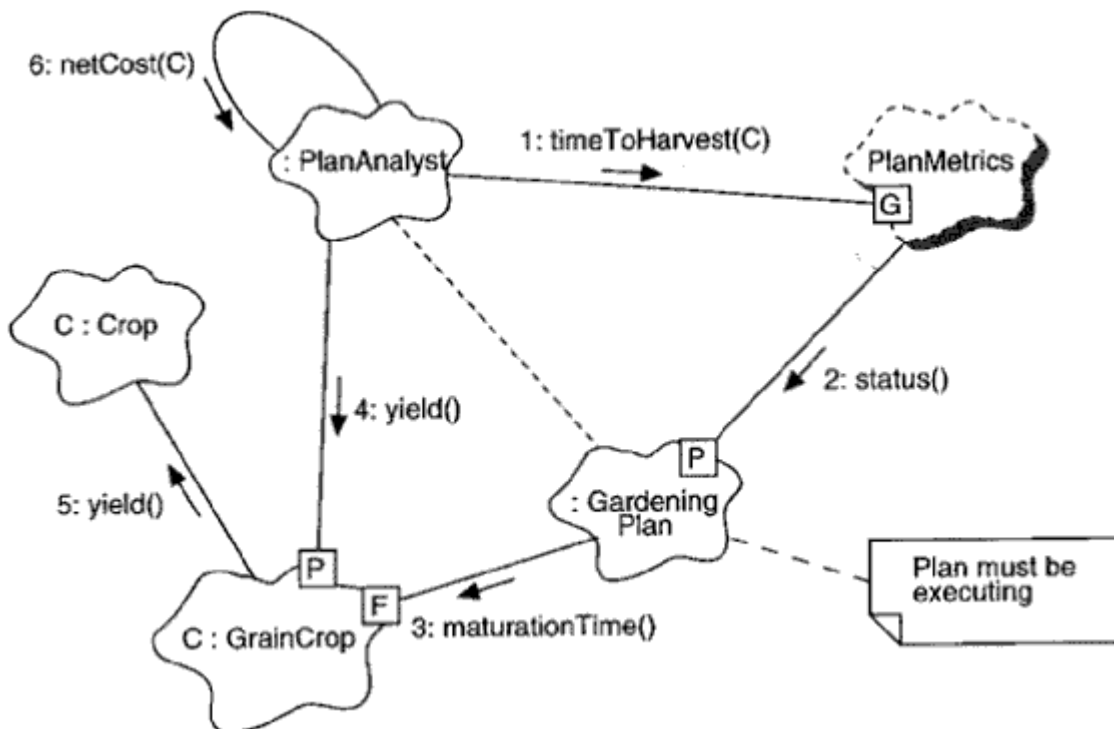 6: netCost(C)
: PlanAnalyst
1: timeToHarvest(C)
PlanMetrics
G
C : Crop
4: yield()
2: status()
5: yield()
P
: Gardening
Plan
P
F
C : GrainCrop
3: maturationTime()
Plan must be
executing